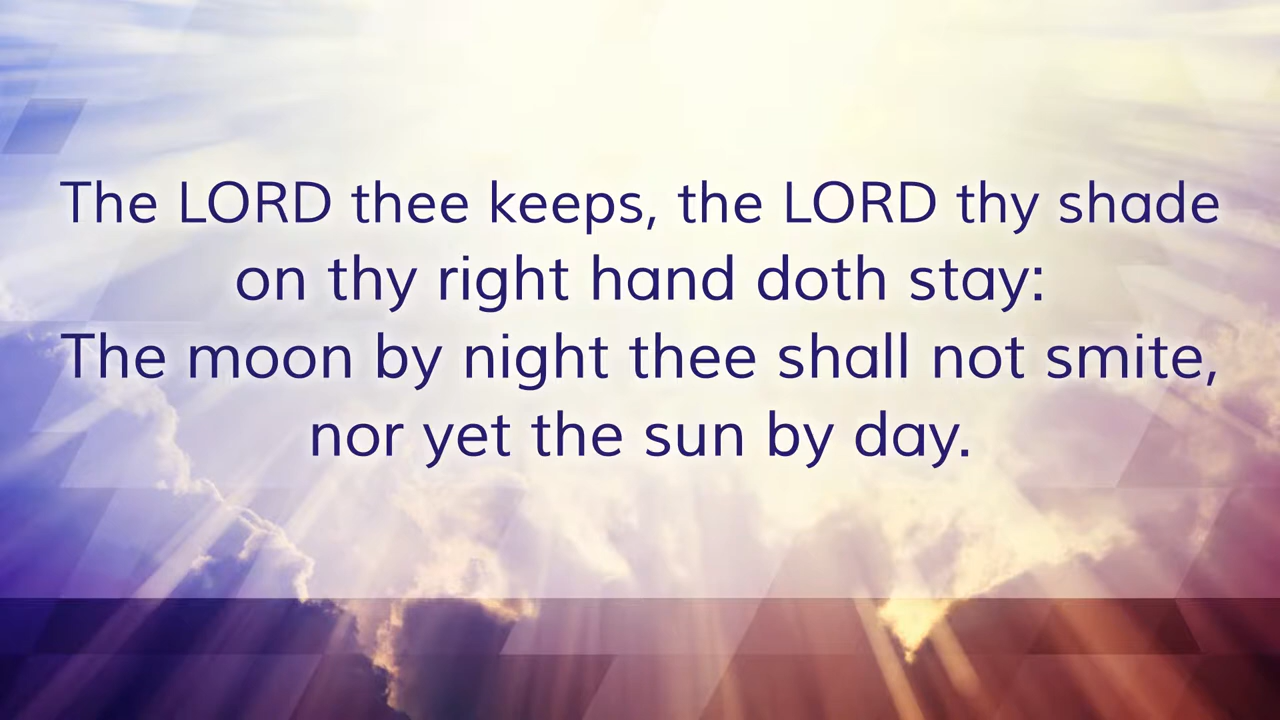 The LORD thee keeps, the LORD thy shade
on thy right hand doth stay:
The moon by night thee shall not smite,
nor yet the sun by day.